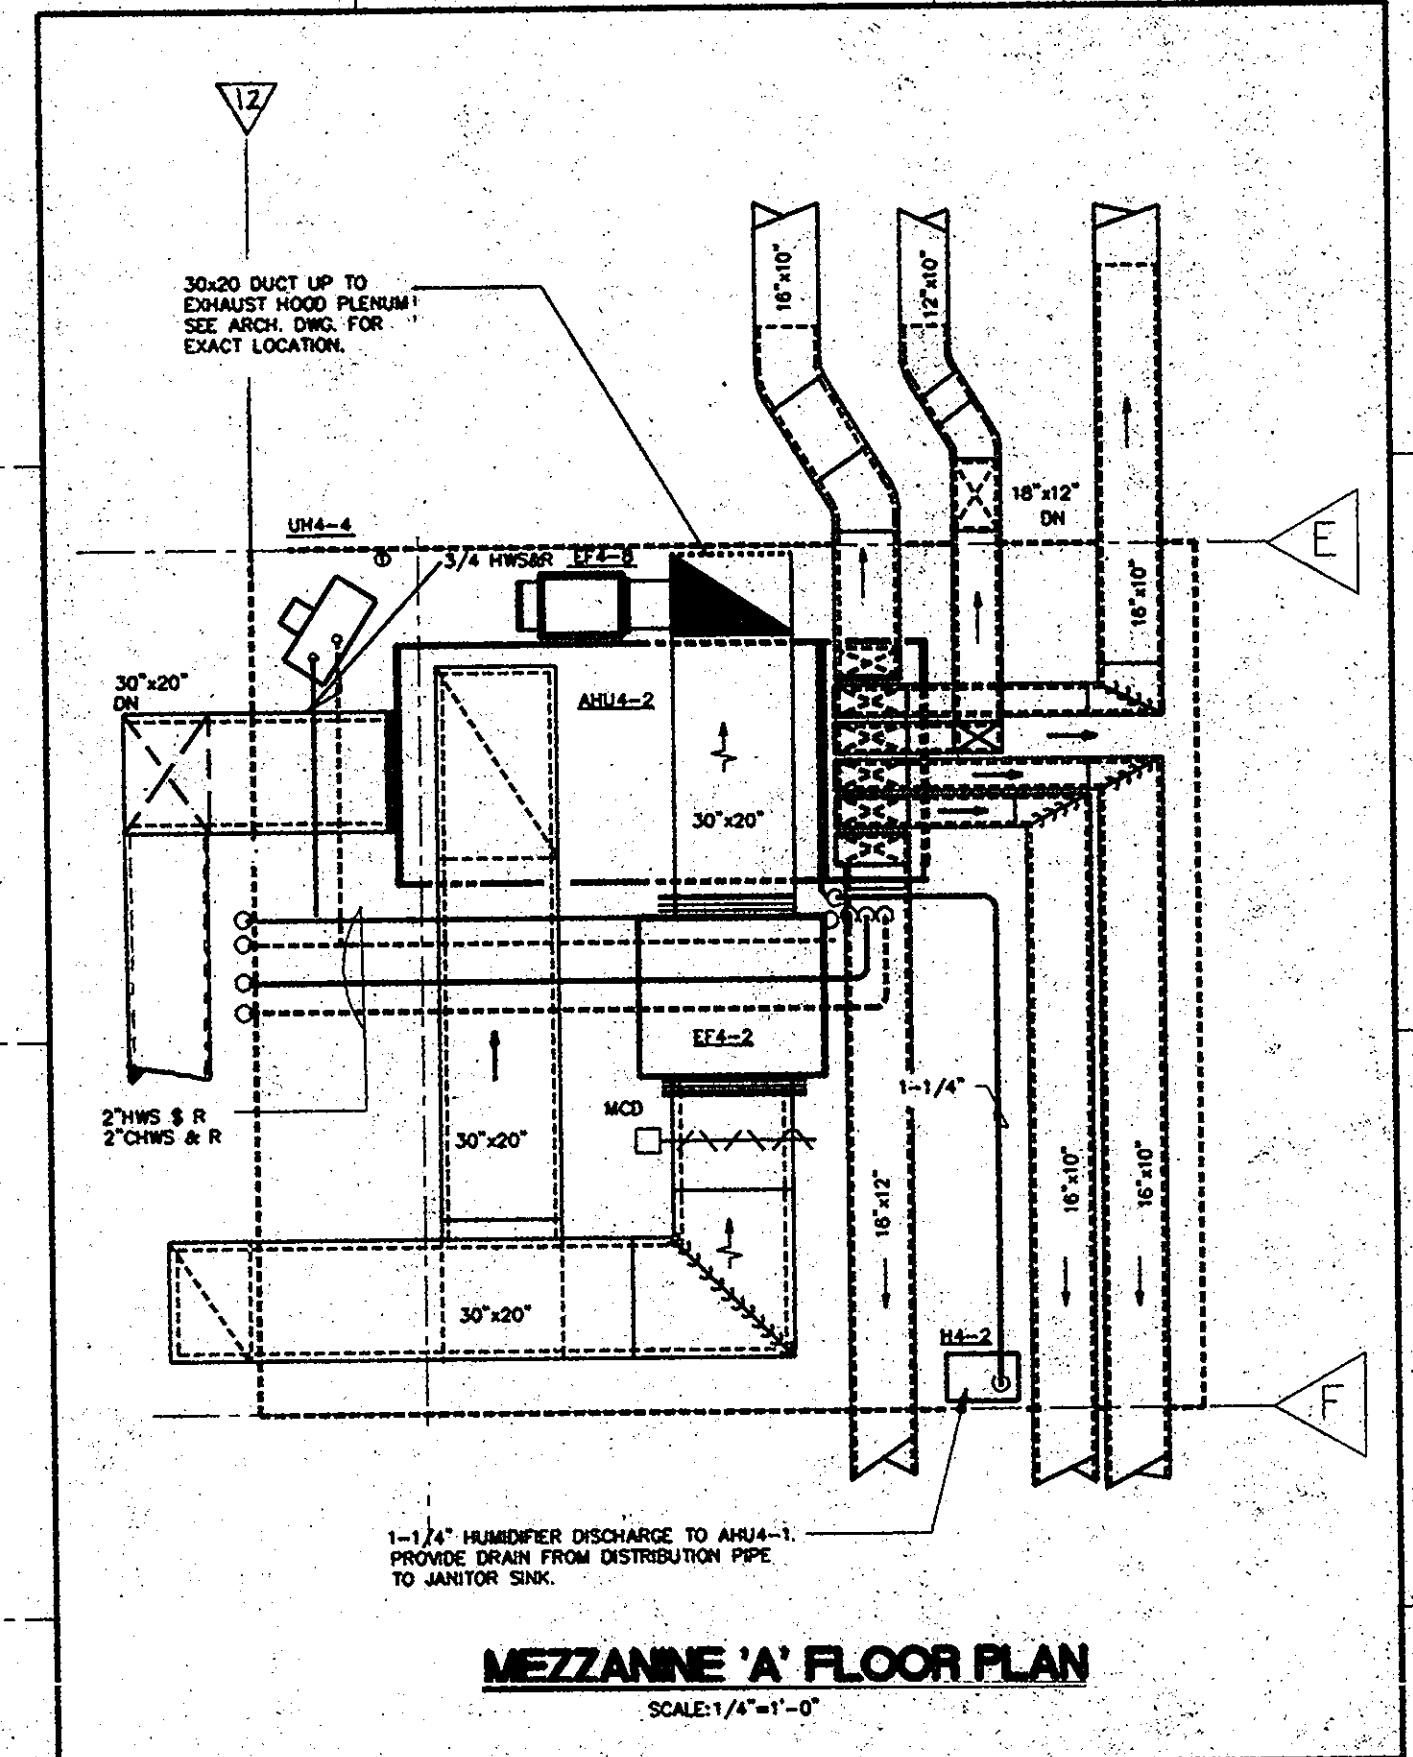 12
30x20 DUCT UP TO
EXHAUST HOOD PLENUM
SEE ARCH. DWG. FOR
EXACT LOCATION.
16"x10"
12"x10"
18"x12"
DN
E
UH4-4
3/4 HWS&R
EF4-8
16"x10"
30"x20"
DN
AHU4-2
30"x20"
EF4-2
1-1/4"
2"HWS $ R
2"CHWS & R
MCD
30"x20"
16"x12"
16"x10"
16"x10"
30"x20"
H4-2
F
1-1/4" HUMIDIFIER DISCHARGE TO AHU4-1.
PROVIDE DRAIN FROM DISTRIBUTION PIPE
TO JANITOR SINK.
MEZZANINE 'A' FLOOR PLAN
SCALE:1/4"=1'-0"